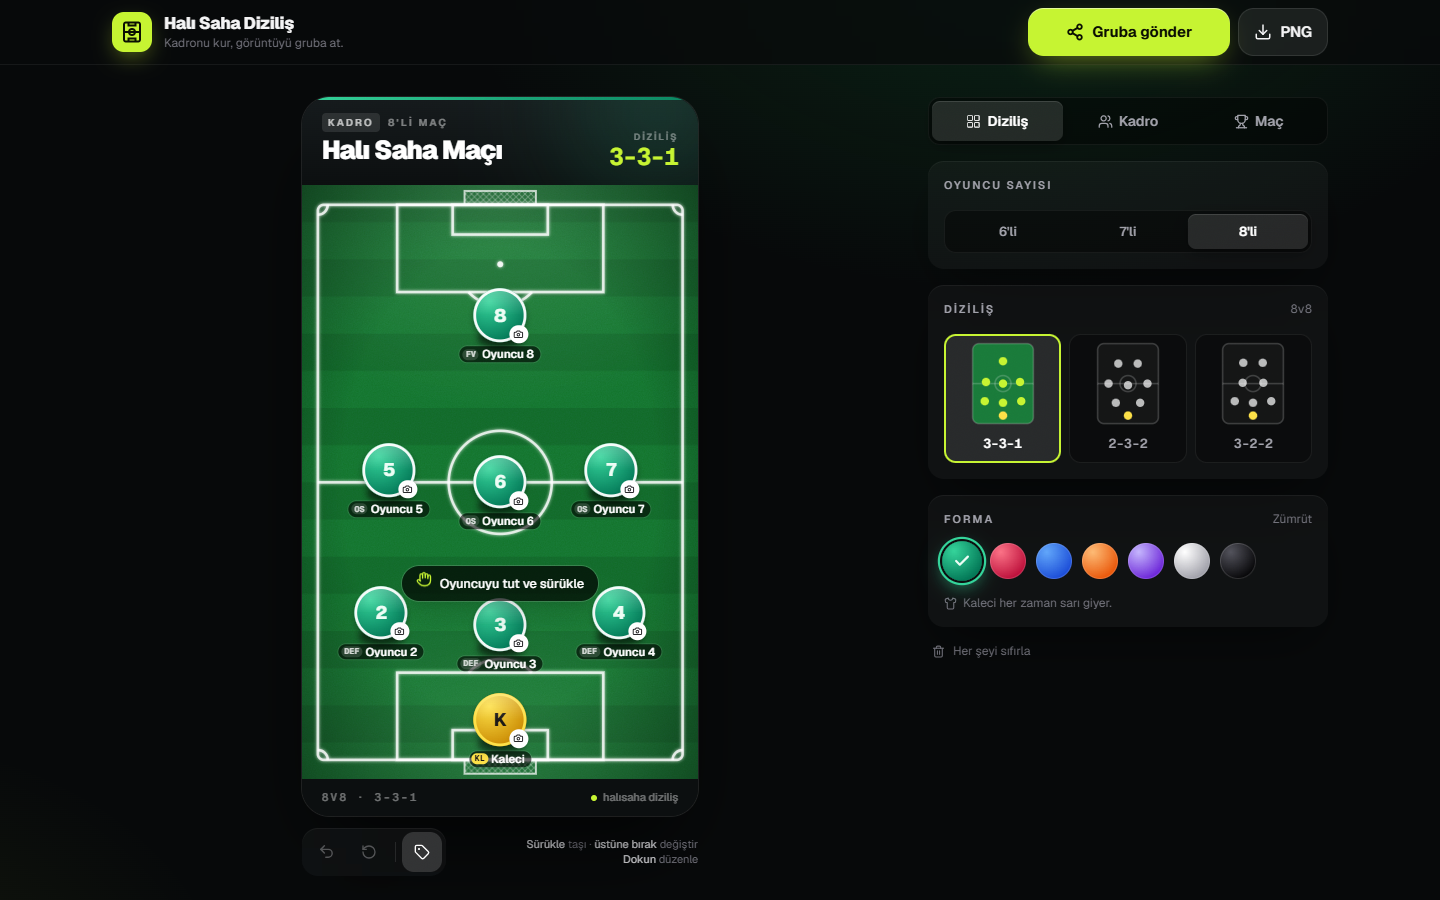 Halı Saha Diziliş
Kadronu kur, görüntüyü gruba at.
Gruba gönder
PNG
KADRO 8'Lİ MAÇ
Halı Saha Maçı
DİZİLİŞ
3-3-1
8
FV Oyuncu 8
5
6
7
OS Oyuncu 5
OS Oyuncu 6
OS Oyuncu 7
Oyuncuyu tut ve sürükle
2
3
4
DEF Oyuncu 2
DEF Oyuncu 3
DEF Oyuncu 4
K
KL Kaleci
8V8 · 3-3-1
halısaha diziliş
Sürükle taşı · üstüne bırak değiştir
Dokun düzenle
Diziliş
Kadro
Maç
OYUNCU SAYISI
6'li
7'li
8'li
DİZİLİŞ
8v8
3-3-1
2-3-2
3-2-2
FORMA
Zümrüt
Kaleci her zaman sarı giyer.
Her şeyi sıfırla